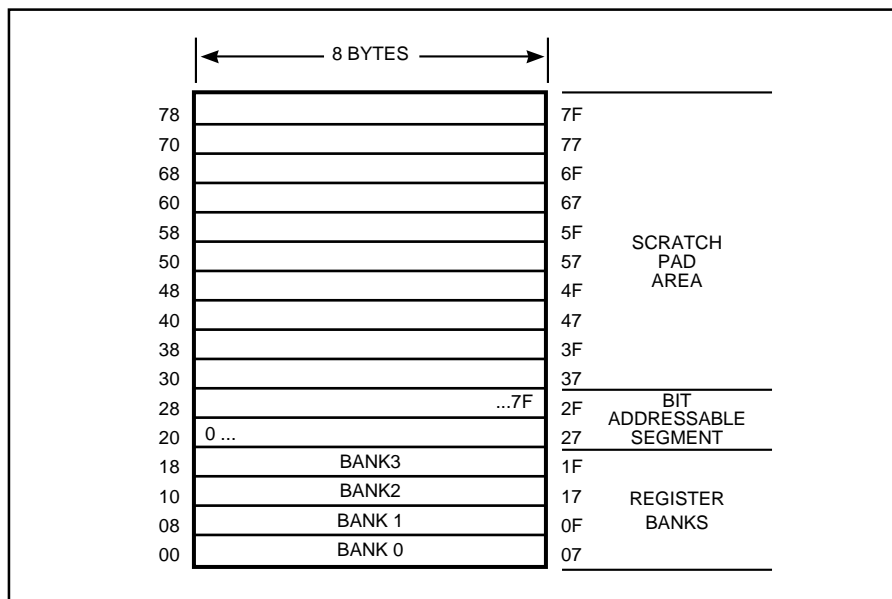 8 BYTES
78 7F
70 77
68 6F
60 67
58 5F
50 57
48 4F
40 47
38 3F
30 37
SCRATCH
PAD
AREA
28 ...7F 2F
20 0 ... 27
BIT
ADDRESSABLE
SEGMENT
18 BANK3 1F
10 BANK2 17
08 BANK 1 0F
00 BANK 0 07
REGISTER
BANKS